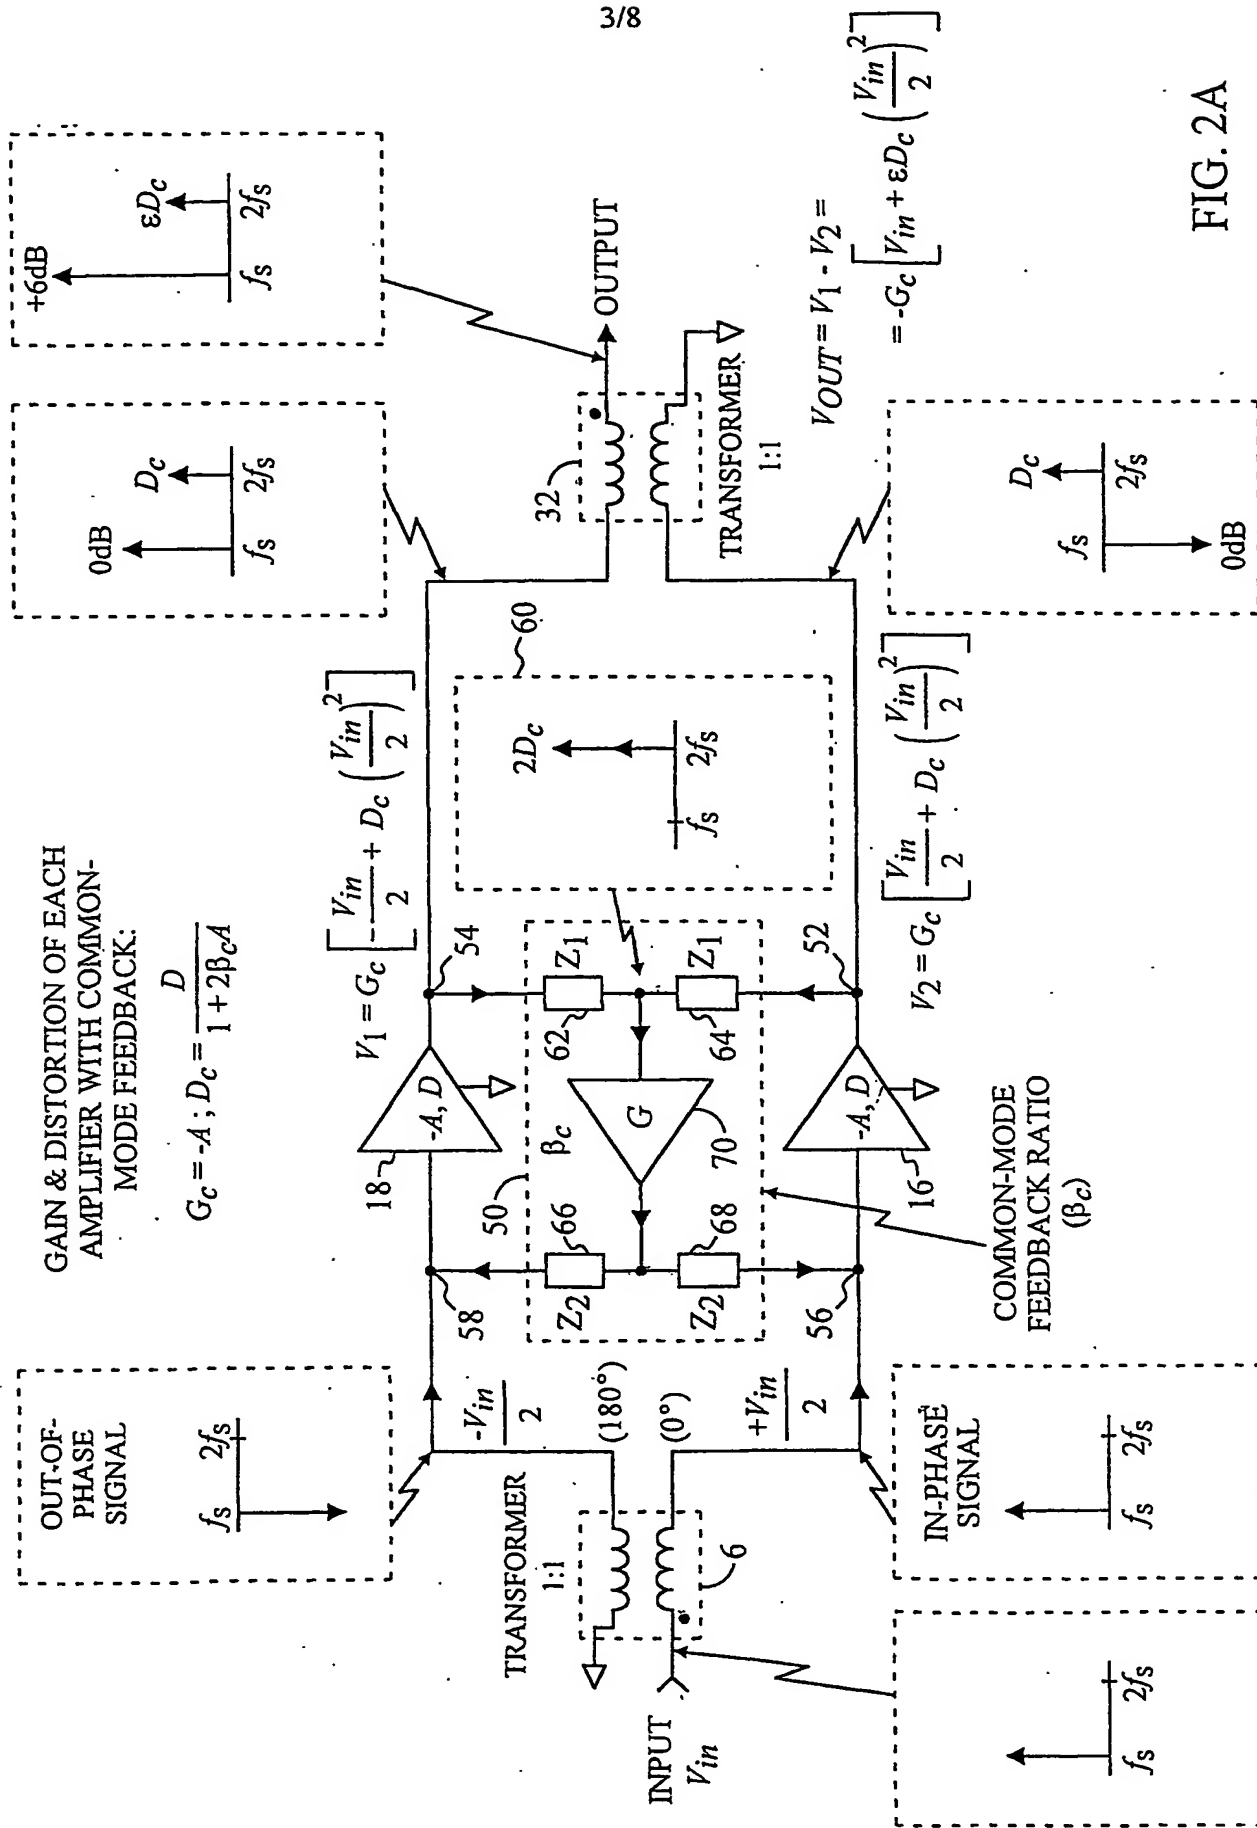 3/8
GAIN & DISTORTION OF EACH
AMPLIFIER WITH COMMON-
MODE FEEDBACK:
G_c = -A ; D_c = D / (1 + 2β_cA)
OUT-OF-
PHASE
SIGNAL
f_s 2f_s
0dB
D_c
f_s 2f_s
+6dB
εD_c
f_s 2f_s
-V_in / 2
(180°)
(0°)
+V_in / 2
58
18
-A, D
V_1 = G_c [ -V_in/2 + D_c (V_in/2)^2 ]
54
50
66
Z_2
β_c
62
Z_1
G
70
68
Z_2
64
Z_1
60
2D_c
f_s 2f_s
TRANSFORMER
1:1
6
INPUT
V_in
32
OUTPUT
TRANSFORMER
1:1
56
16
-A, D
52
V_2 = G_c [ V_in/2 + D_c (V_in/2)^2 ]
V_OUT = V_1 - V_2 =
= -G_c [ V_in + εD_c (V_in/2)^2 ]
f_s 2f_s
IN-PHASE
SIGNAL
f_s 2f_s
COMMON-MODE
FEEDBACK RATIO
(β_c)
f_s
D_c
2f_s
0dB
FIG. 2A